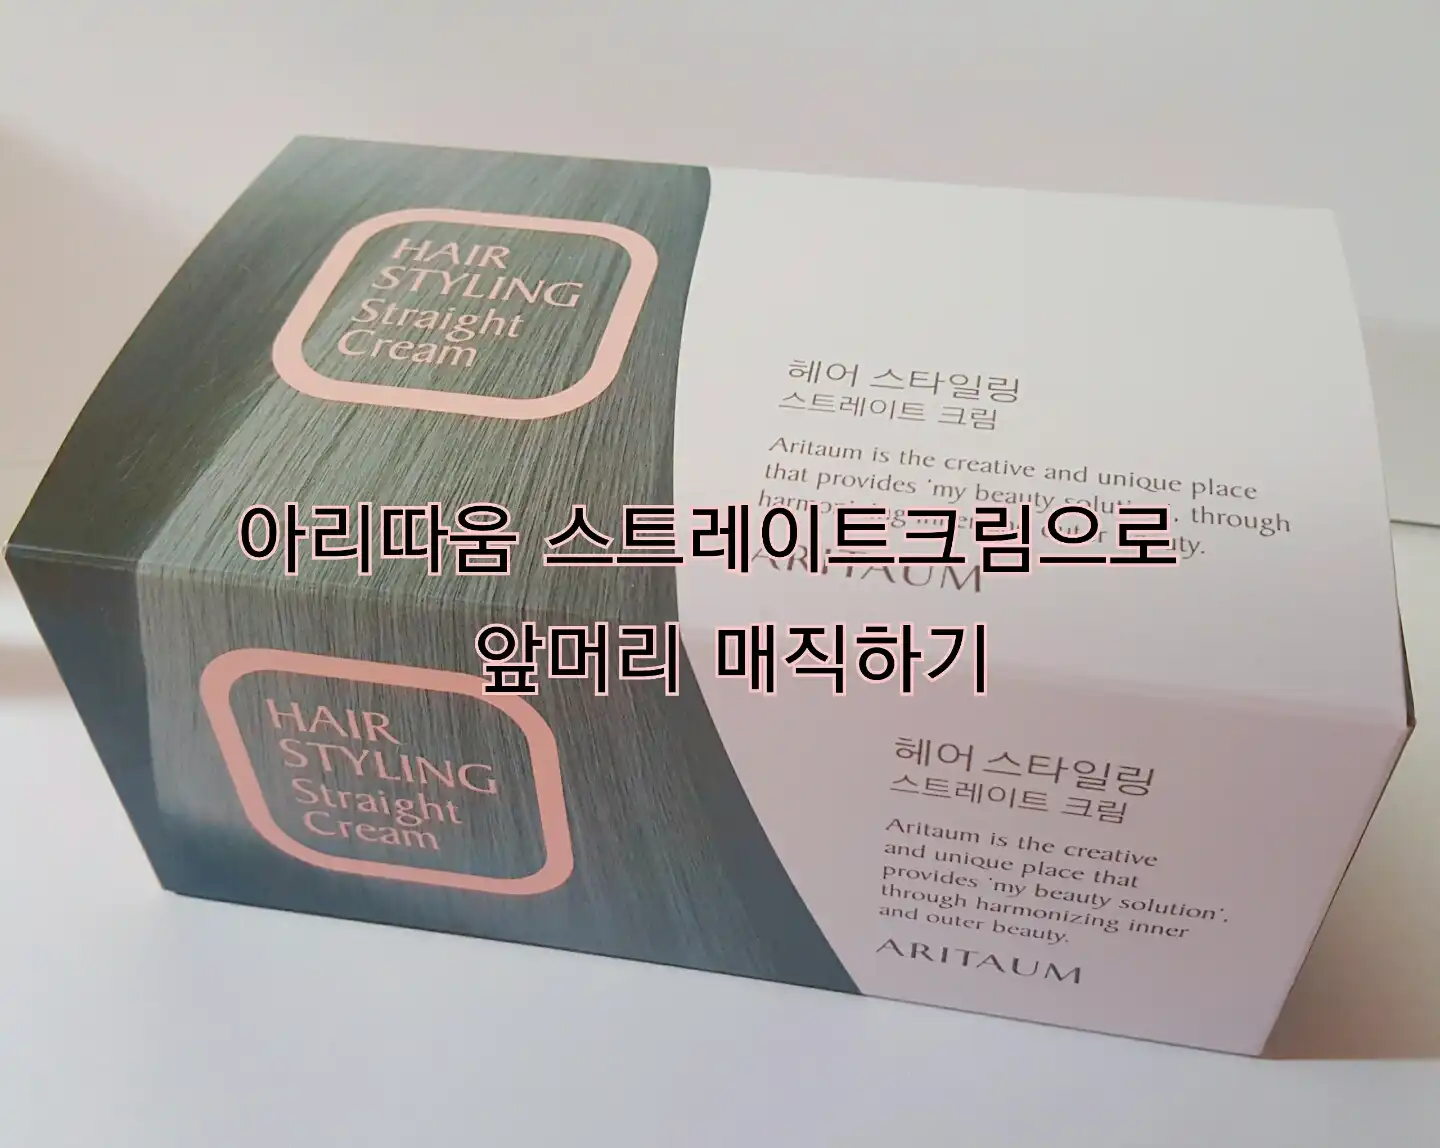 HAIR
STYLING
Straight
Cream
헤어 스타일링
스트레이트 크림
Aritaum is the creative and unique place
that provides 'my beauty , through
아리따움 스트레이트크림으로
ARITAUM
앞머리 매직하기
HAIR
STYLING
Straight
Cream
헤어 스타일링
스트레이트 크림
Aritaum is the creative
and unique place that
provides 'my beauty solution',
through harmonizing inner
and outer beauty.
ARITAUM